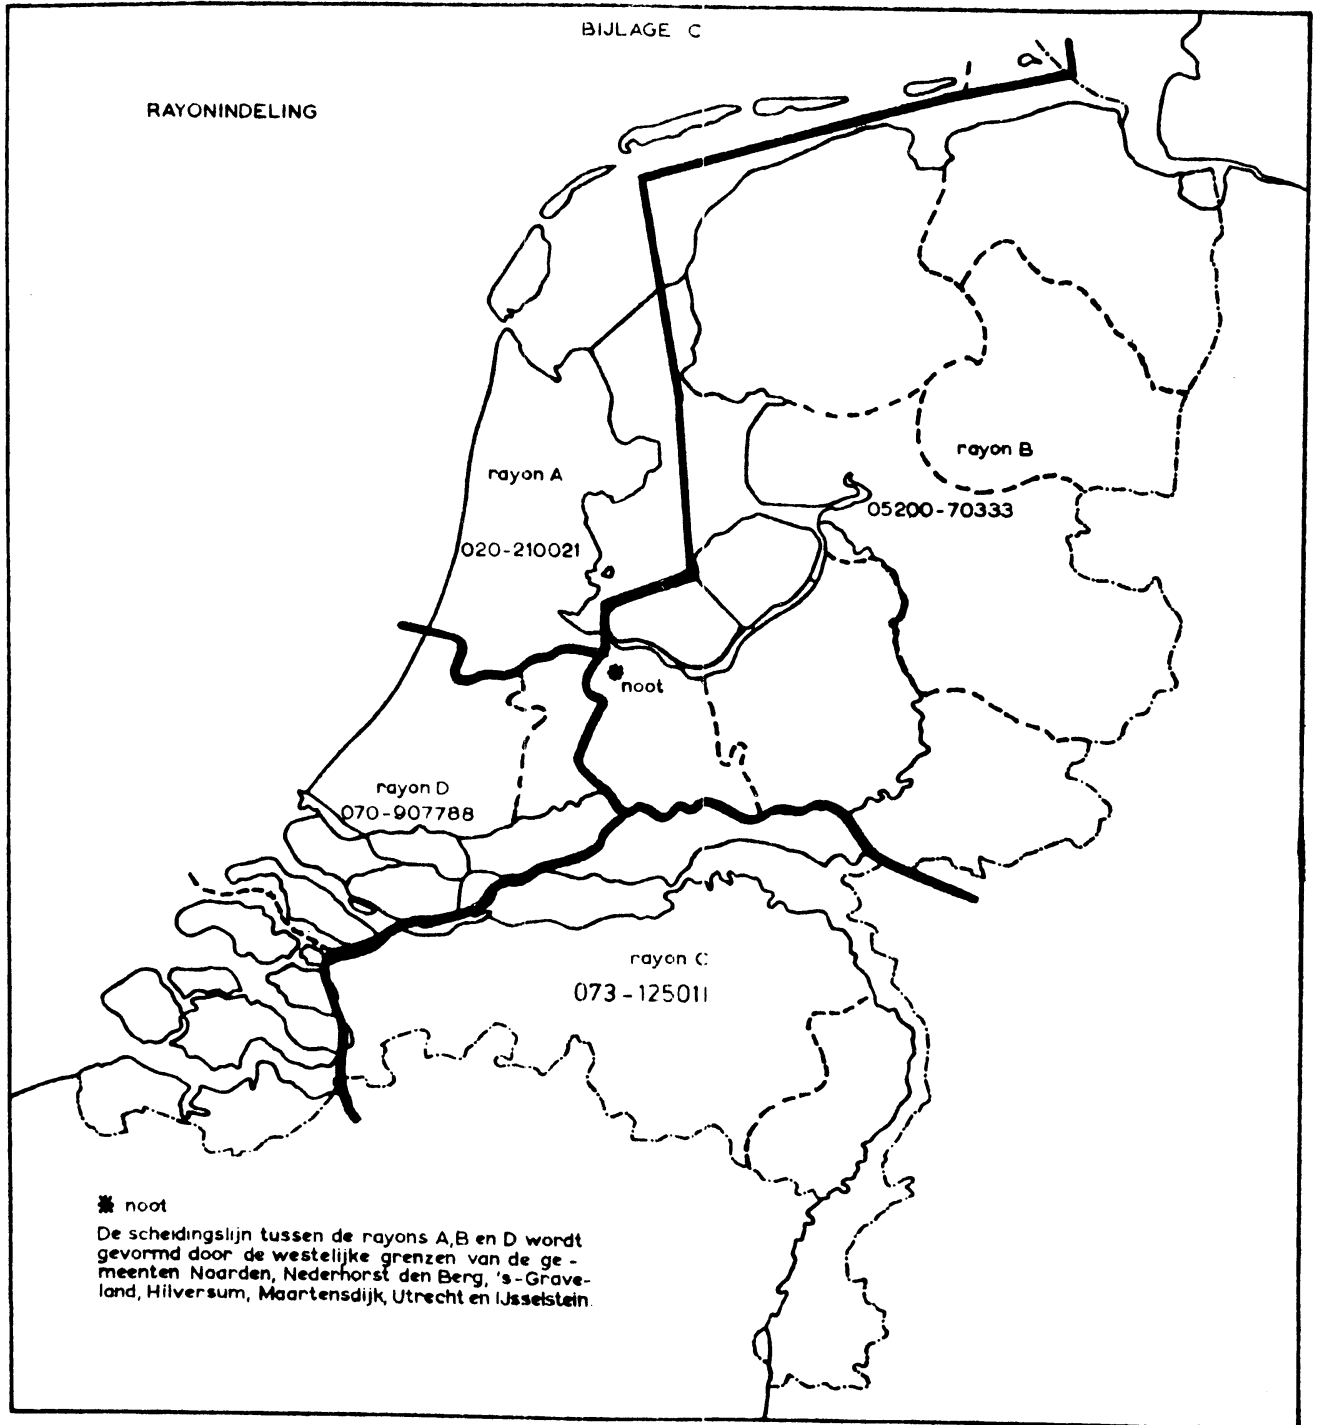 BIJLAGE C
RAYONINDELING
a
rayon A
020-210021
rayon B
05200-70333
noot
rayon D
070-907788
rayon C
073-125011
noot
De scheidingslijn tussen de rayons A,B en D wordt
gevormd door de westelijke grenzen van de ge-
meenten Naarden, Nederhorst den Berg, 's-Grave-
land, Hilversum, Maartensdijk, Utrecht en IJsselstein.